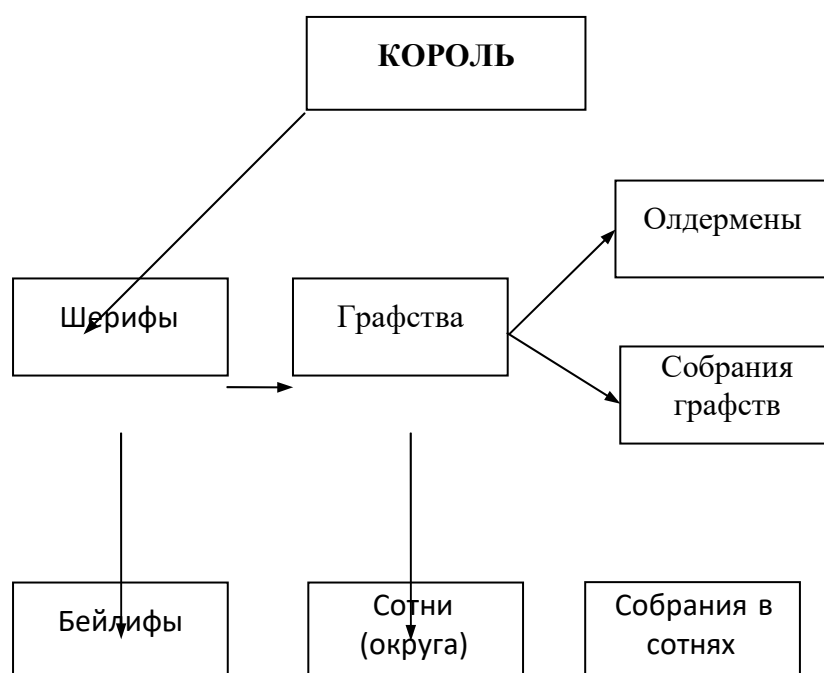 КОРОЛЬ
Олдермены
Шерифы
Графства
Собрания
графств
Бейлифы
Сотни
(округа)
Собрания в
сотнях